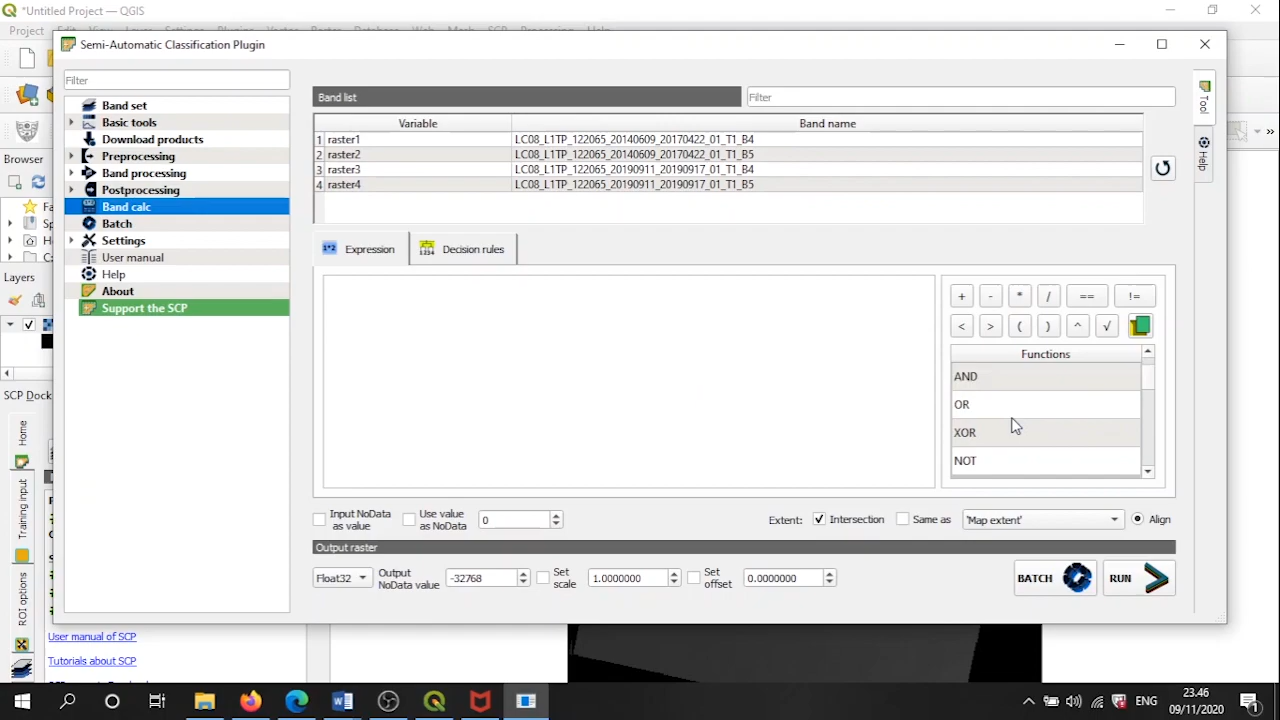 *Untitled Project — QGIS
Project
Semi-Automatic Classification Plugin
Filter
Band set
Basic tools
Download products
Preprocessing
Band processing
Postprocessing
Band calc
Batch
Settings
User manual
Help
About
Support the SCP
Band list
Filter
Variable Band name
1 raster1 LC08_L1TP_122065_20140609_20170422_01_T1_B4
2 raster2 LC08_L1TP_122065_20140609_20170422_01_T1_B5
3 raster3 LC08_L1TP_122065_20190911_20190917_01_T1_B4
4 raster4 LC08_L1TP_122065_20190911_20190917_01_T1_B5
Tool
Help
Expression
Decision rules
+ - * / == !=
< > ( ) ^ √
Functions
AND
OR
XOR
NOT
Input NoData
as value
Use value
as NoData
0
Extent:
Intersection
Same as
'Map extent'
Align
Output raster
Float32
Output
NoData value
-32768
Set
scale
1.0000000
Set
offset
0.0000000
BATCH
RUN
Browser
Layers
SCP Dock
Home
Training input
ROI options
User manual of SCP
Tutorials about SCP
ENG
23.46
09/11/2020
1